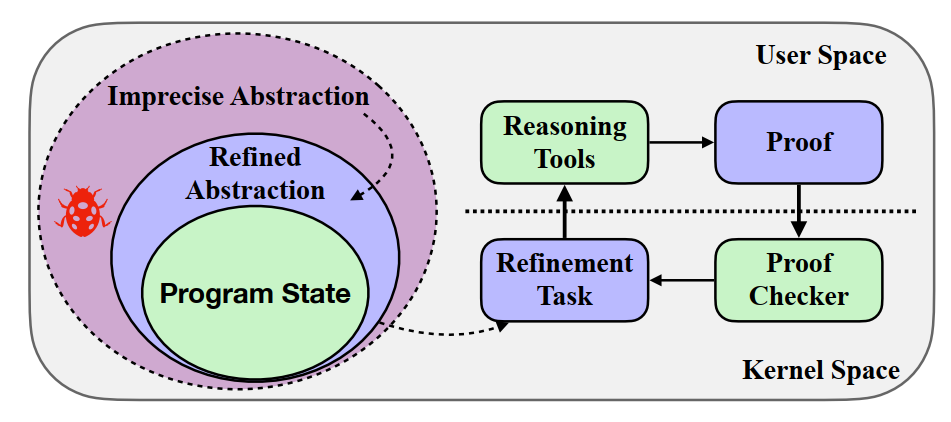 User Space
Imprecise Abstraction
Refined
Abstraction
Program State
Reasoning
Tools
Proof
Refinement
Task
Proof
Checker
Kernel Space